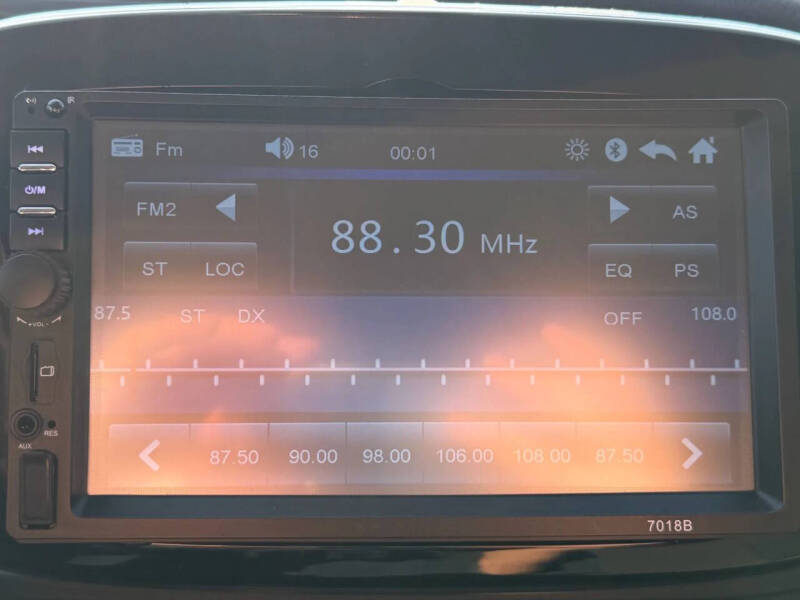 IR
Fm 16 00:01
FM2 88.30 MHz AS
ST LOC EQ PS
87.5 ST DX OFF 108.0
87.50 90.00 98.00 106.00 108.00 87.50
/M
VOL
RES
AUX
7018B